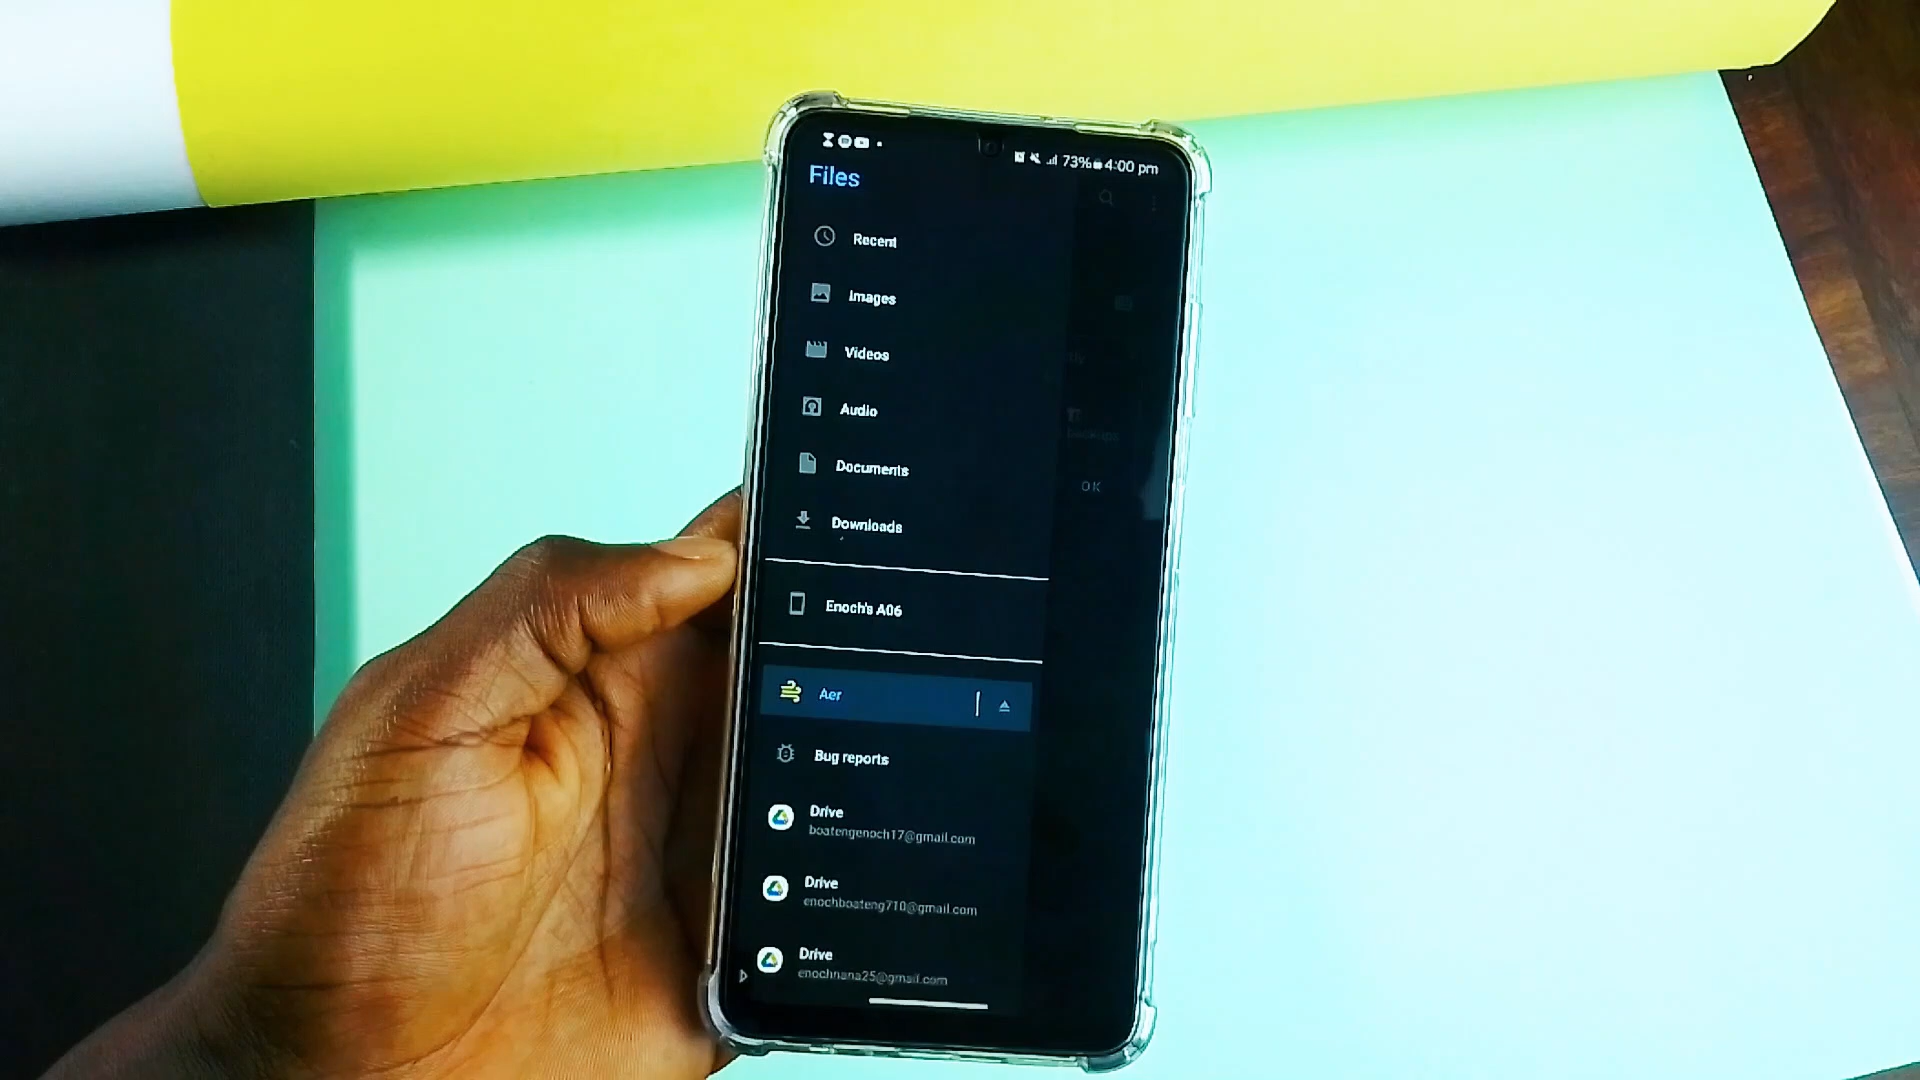 73% 4:00 pm
Files
Recent
Images
Videos
Audio
Documents
Downloads
OK
Enoch's A06
Aer
Bug reports
Drive
boatengenoch17@gmail.com
Drive
enochboateng710@gmail.com
Drive
enochnana25@gmail.com